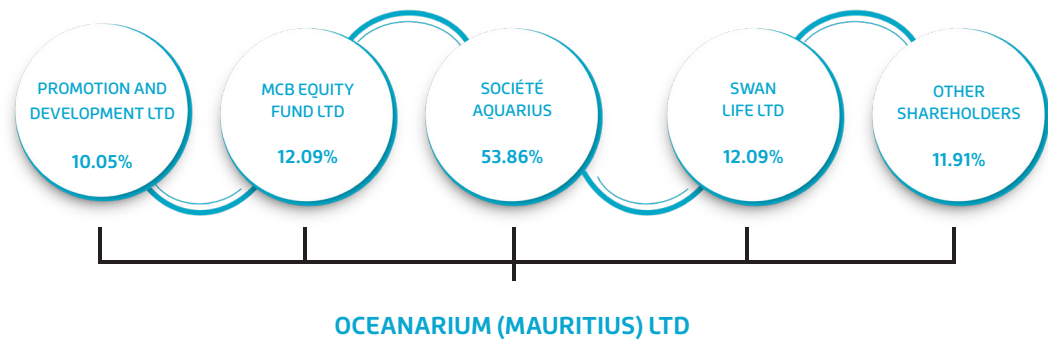 PROMOTION AND
DEVELOPMENT LTD
10.05%
MCB EQUITY
FUND LTD
12.09%
SOCIÉTÉ
AQUARIUS
53.86%
SWAN
LIFE LTD
12.09%
OTHER
SHAREHOLDERS
11.91%
OCEANARIUM (MAURITIUS) LTD